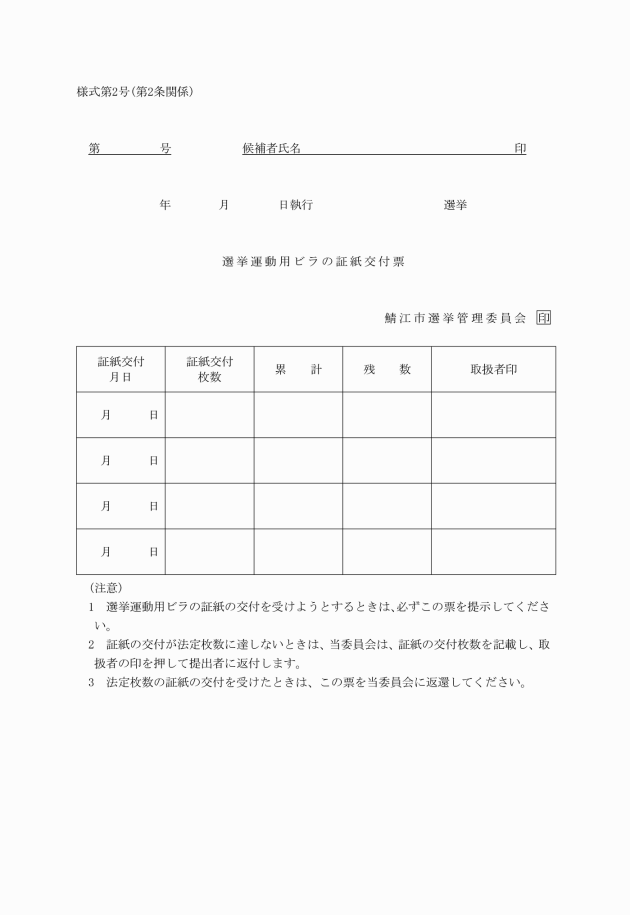 様式第2号(第2条関係)
第　　　　　号　　　　　　候補者氏名　　　　　　　　　　　　　　　　　　印
年　　　　月　　　　日執行　　　　　　　　　　　選挙
選挙運動用ビラの証紙交付票
鯖江市選挙管理委員会　印
証紙交付月日　証紙交付枚数　累　　計　残　　数　取扱者印
月　　　日
月　　　日
月　　　日
月　　　日
(注意)
1　選挙運動用ビラの証紙の交付を受けようとするときは、必ずこの票を提示してくださ
い。
2　証紙の交付が法定枚数に達しないときは、当委員会は、証紙の交付枚数を記載し、取
扱者の印を押して提出者に返付します。
3　法定枚数の証紙の交付を受けたときは、この票を当委員会に返還してください。